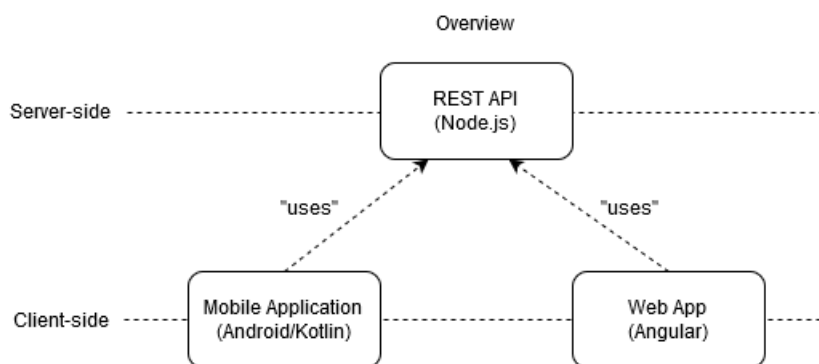 Overview
REST API
(Node.js)
Server-side
"uses"
"uses"
Mobile Application
(Android/Kotlin)
Web App
(Angular)
Client-side